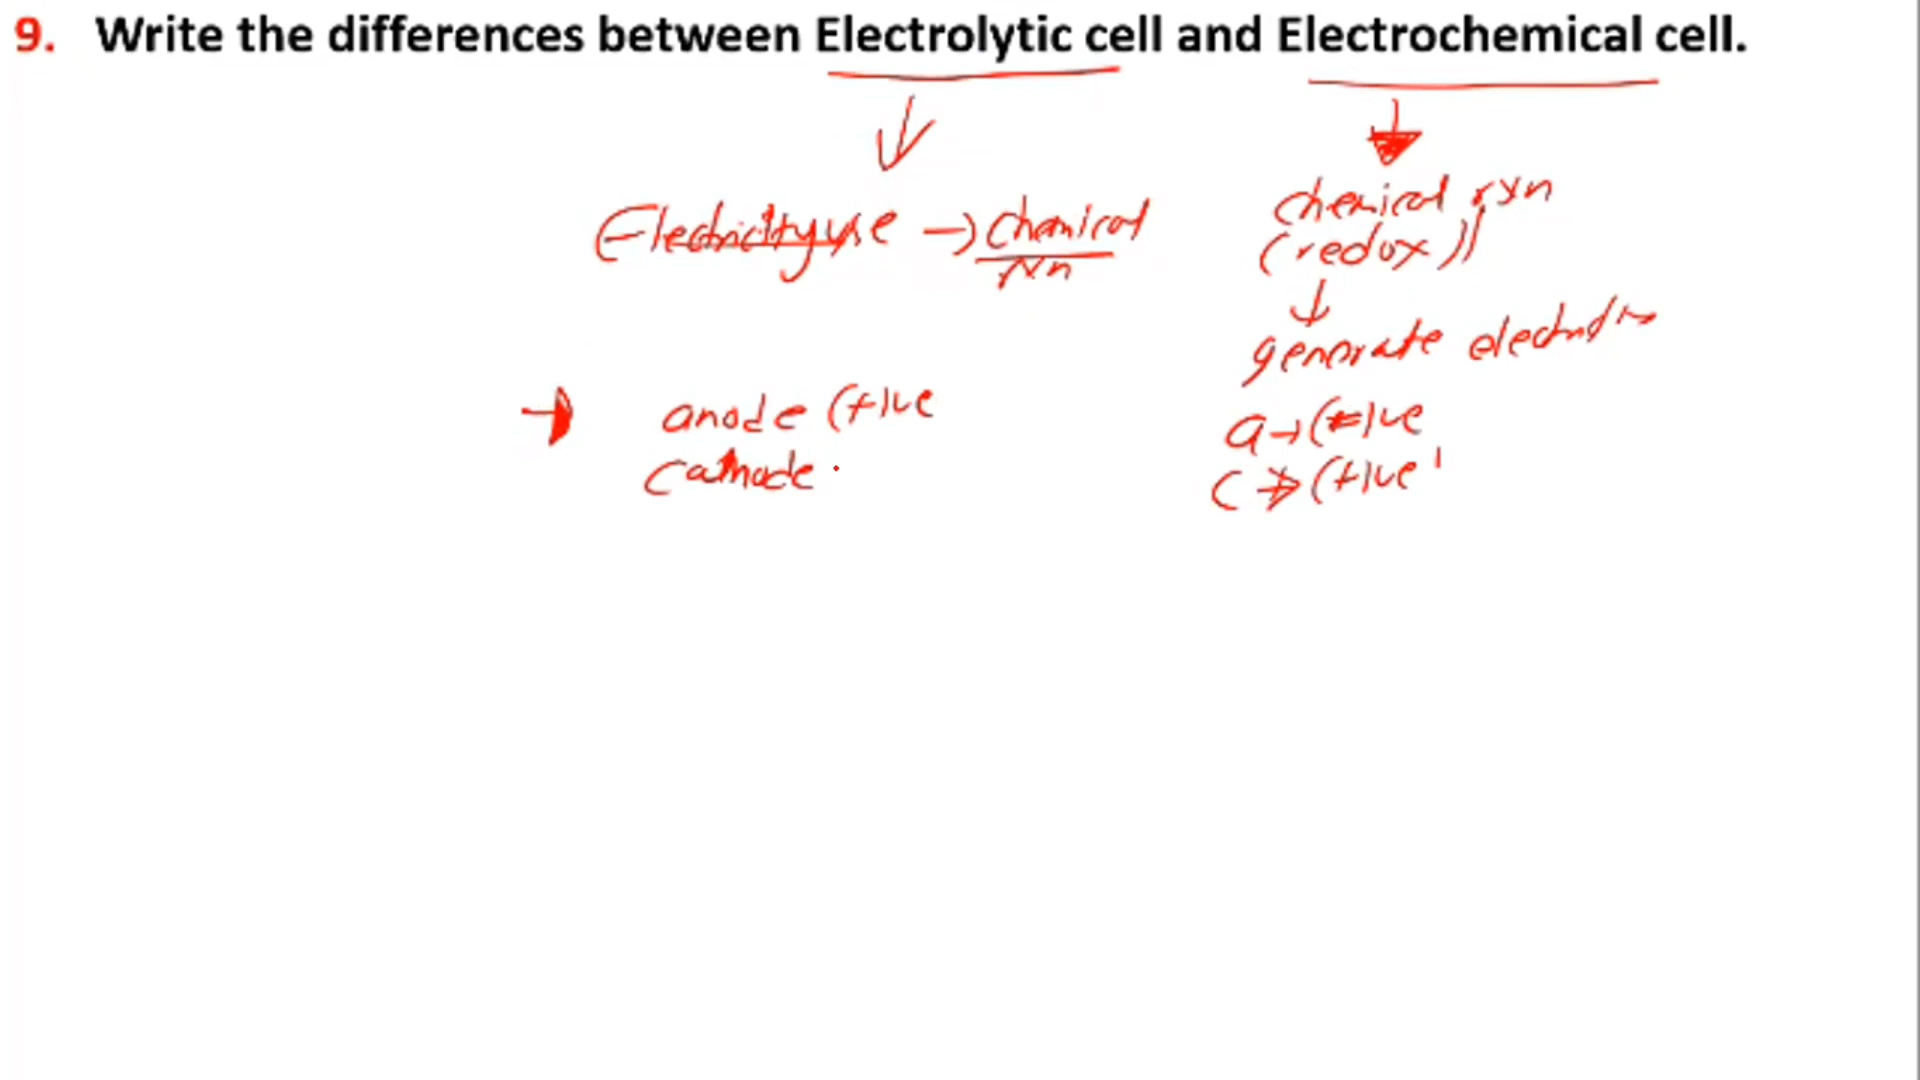 9. Write the differences between Electrolytic cell and Electrochemical cell.
Electricity use → chemical
rxn
chemical rxn
(redox)
↓
generate
→ anode (+)ve
cathode
a → (-)ve
c → (+)ve